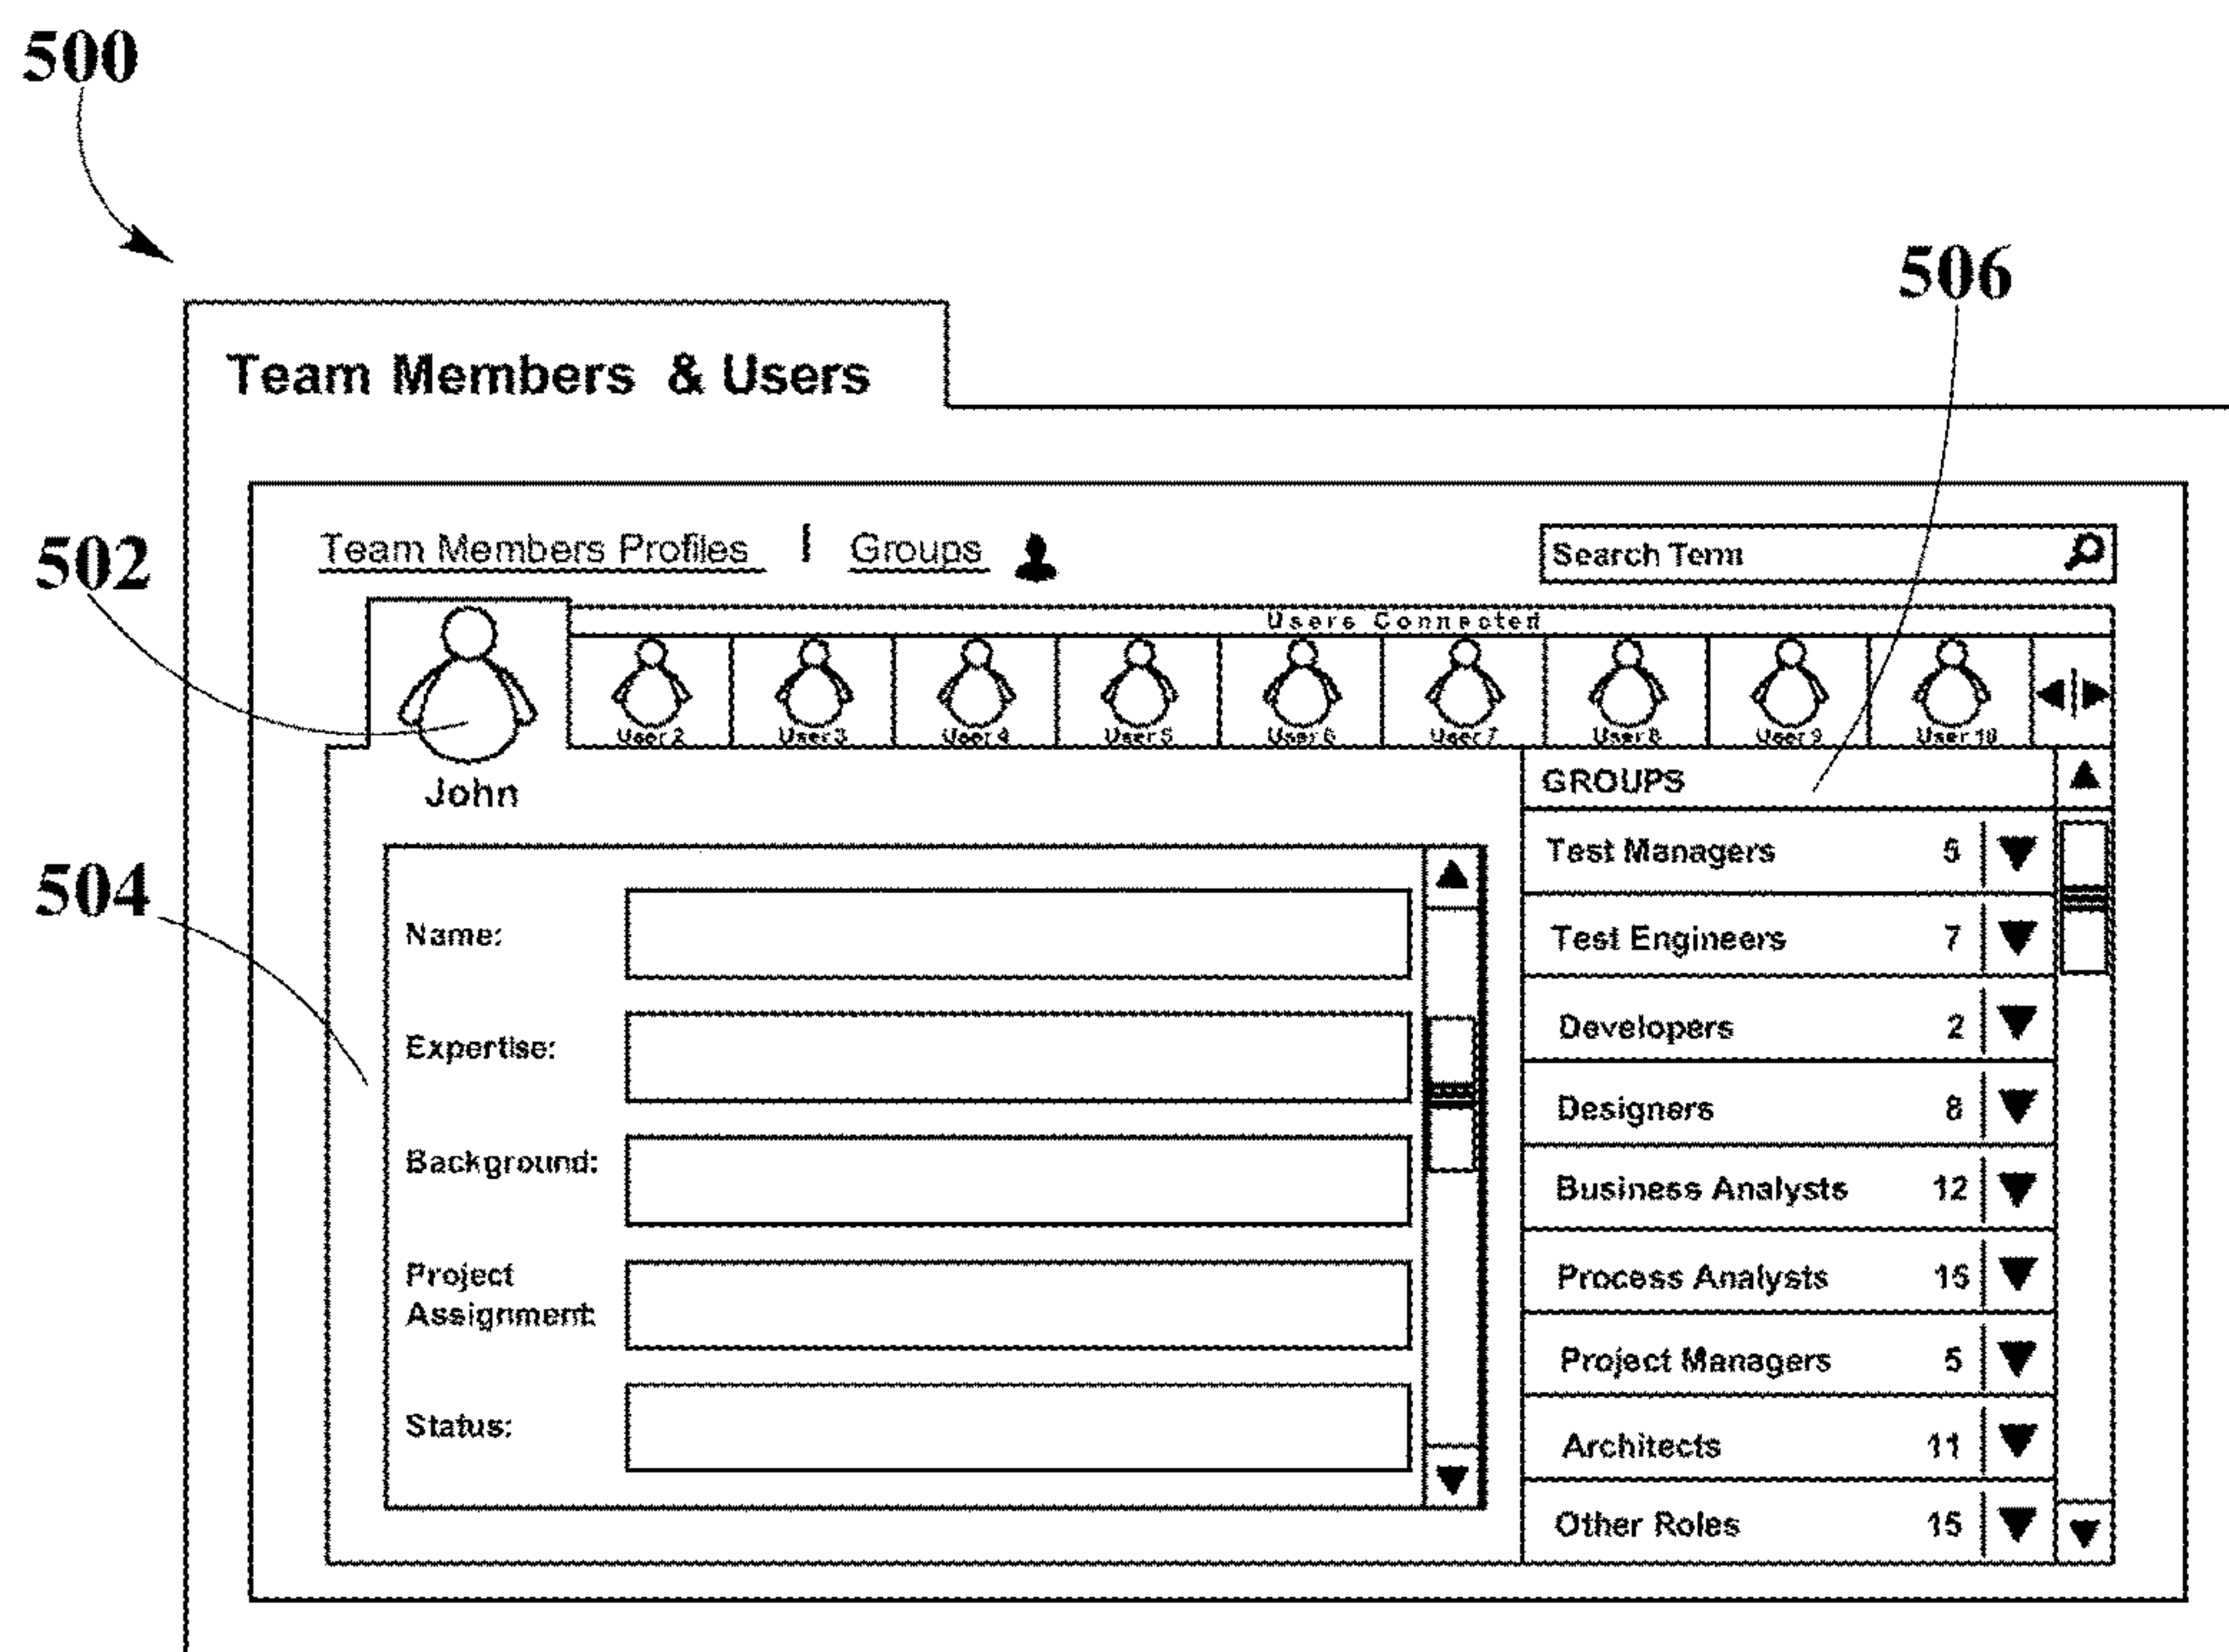 500
506
Team Members & Users
502
Team Members Profiles | Groups
Search Term
Users Connected
User 2 User 3 User 4 User 5 User 6 User 7 User 8 User 9 User 10
John
504
Name:
Expertise:
Background:
Project
Assignment:
Status:
GROUPS
Test Managers 5
Test Engineers 7
Developers 2
Designers 8
Business Analysts 12
Process Analysts 15
Project Managers 5
Architects 11
Other Roles 15